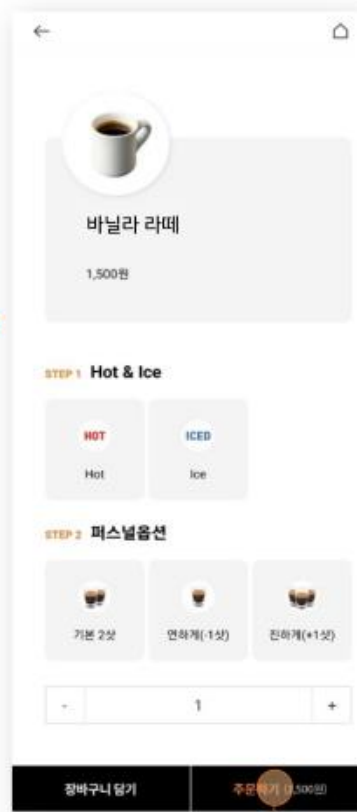 바닐라 라떼
1,500원
STEP 1 Hot & Ice
HOT
ICED
Hot
Ice
STEP 2 퍼스널옵션
기본 2샷
연하게(-1샷)
진하게(+1샷)
-
1
+
장바구니 담기
주문하기